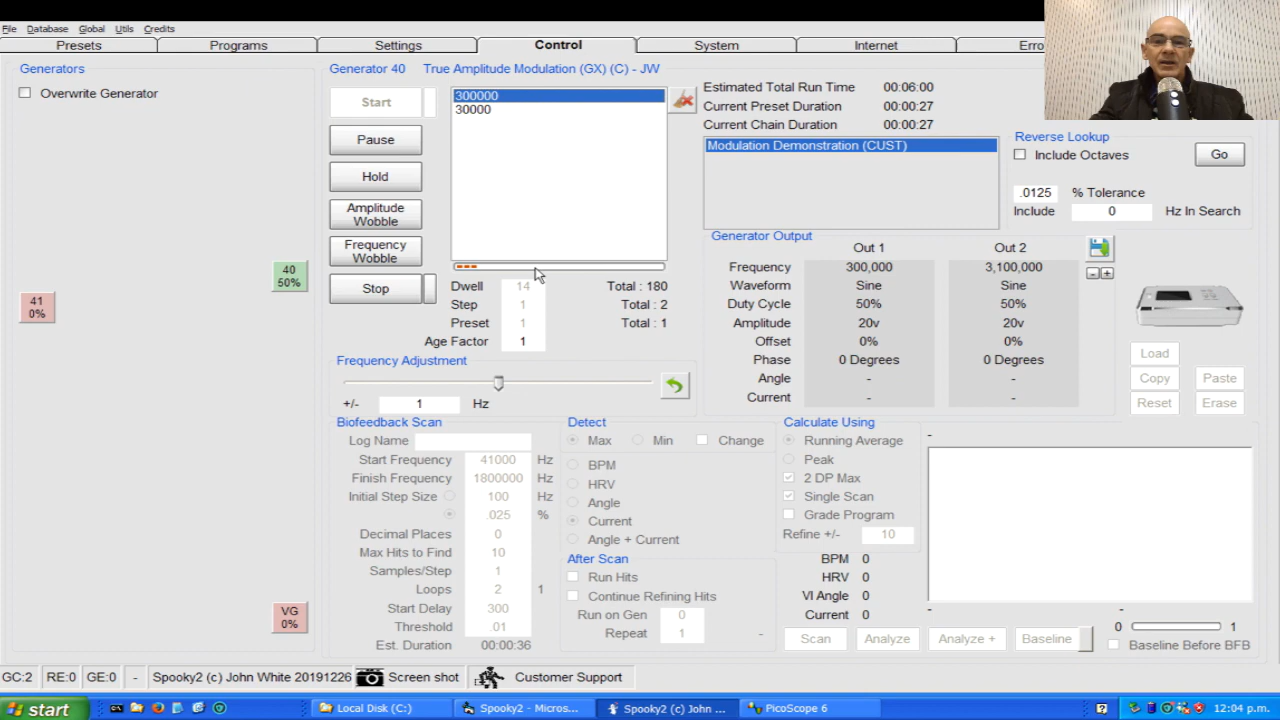 File Database Global Utils Credits
Presets Programs Settings Control System Internet Erro
Generators
Overwrite Generator
41
0%
40
50%
VG
0%
Generator 40 True Amplitude Modulation (GX) (C) - JW
Start
Pause
Hold
Amplitude
Wobble
Frequency
Wobble
Stop
300000
30000
Dwell 14 Total : 180
Step 1 Total : 2
Preset 1 Total : 1
Age Factor 1
Frequency Adjustment
+/- 1 Hz
Estimated Total Run Time 00:06:00
Current Preset Duration 00:00:27
Current Chain Duration 00:00:27
Modulation Demonstration (CUST)
Reverse Lookup
Include Octaves Go
.0125 % Tolerance
Include 0 Hz In Search
Generator Output Out 1 Out 2
Frequency 300,000 3,100,000
Waveform Sine Sine
Duty Cycle 50% 50%
Amplitude 20v 20v
Offset 0% 0%
Phase 0 Degrees 0 Degrees
Angle - -
Current - -
- +
Load
Copy Paste
Reset Erase
Biofeedback Scan
Log Name
Start Frequency 41000 Hz
Finish Frequency 1800000 Hz
Initial Step Size 100 Hz
.025 %
Decimal Places 0
Max Hits to Find 10
Samples/Step 1
Loops 2 1
Start Delay 300
Threshold .01
Est. Duration 00:00:36
Detect
Max Min Change
BPM
HRV
Angle
Current
Angle + Current
After Scan
Run Hits
Continue Refining Hits
Run on Gen 0
Repeat 1 -
Calculate Using
Running Average
Peak
2 DP Max
Single Scan
Grade Program
Refine +/- 10
BPM 0
HRV 0
VI Angle 0
Current 0
-
- -
0 1
Scan Analyze Analyze + Baseline Baseline Before BFB
GC:2 RE:0 GE:0 - Spooky2 (c) John White 20191226 Screen shot Customer Support
start Local Disk (C:) Spooky2 - Micros... Spooky2 (c) John ... PicoScope 6 12:04 p.m.